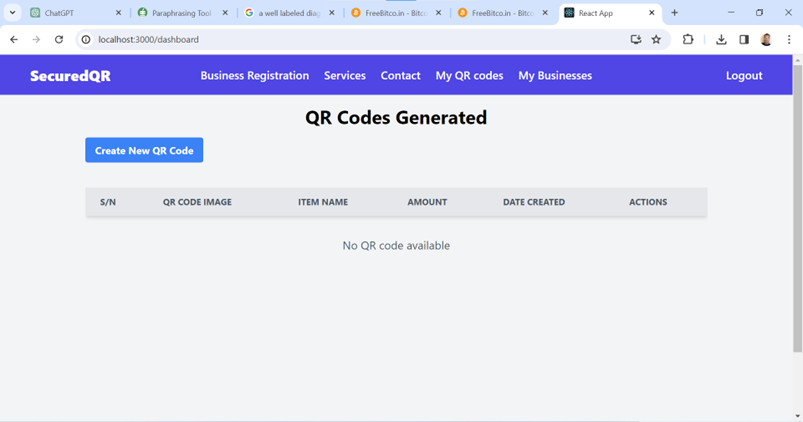 ChatGPT
Paraphrasing Tool
a well labeled diag
FreeBitco.in - Bitco
FreeBitco.in - Bitco
React App
localhost:3000/dashboard
SecuredQR
Business Registration
Services
Contact
My QR codes
My Businesses
Logout
QR Codes Generated
Create New QR Code
S/N
QR CODE IMAGE
ITEM NAME
AMOUNT
DATE CREATED
ACTIONS
No QR code available